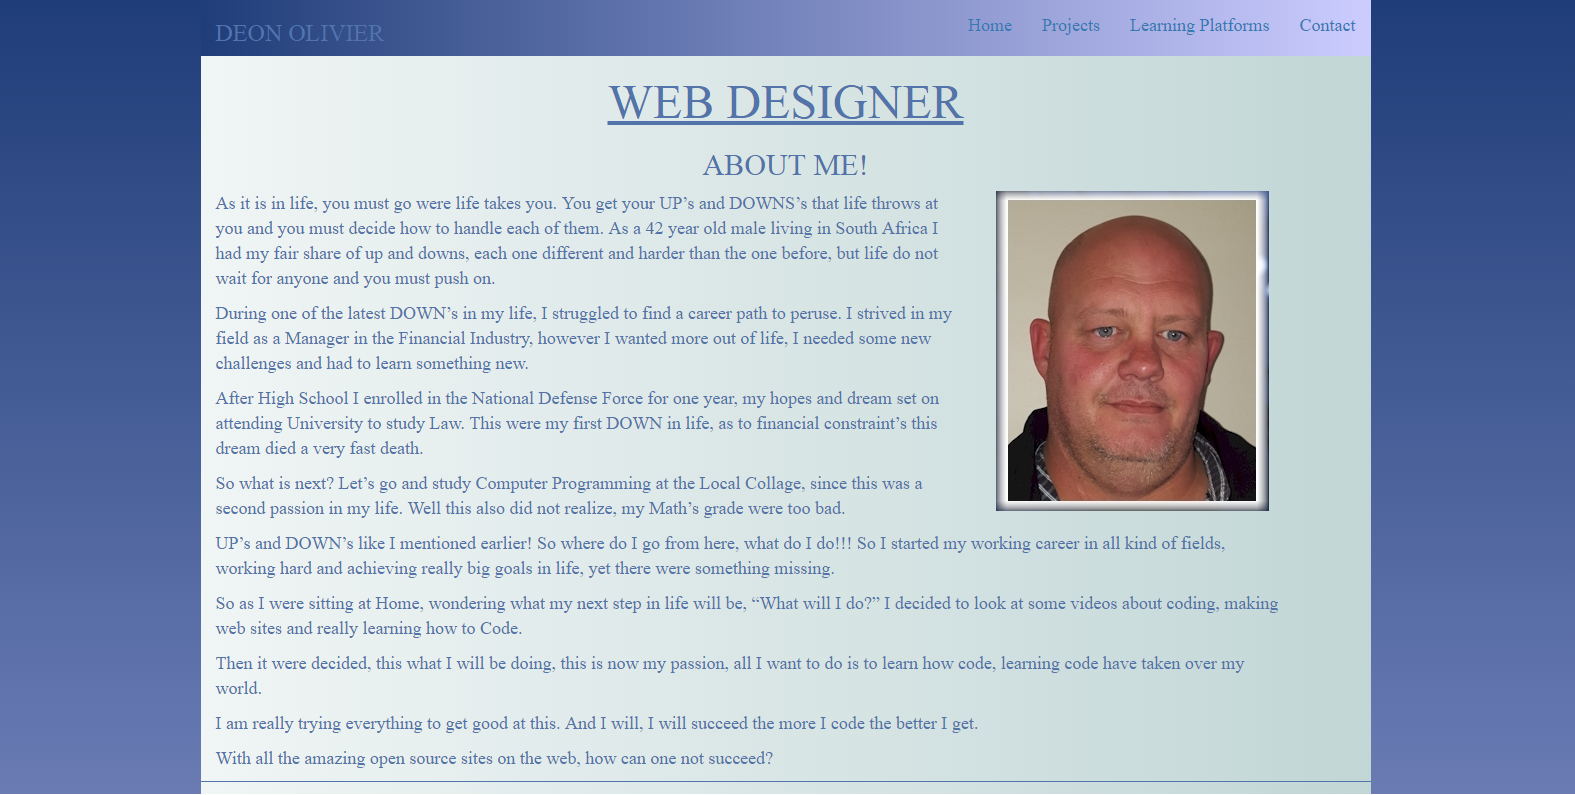 DEON OLIVIER
Home Projects Learning Platforms Contact
WEB DESIGNER
ABOUT ME!
As it is in life, you must go were life takes you. You get your UP’s and DOWNS’s that life throws at
you and you must decide how to handle each of them. As a 42 year old male living in South Africa I
had my fair share of up and downs, each one different and harder than the one before, but life do not
wait for anyone and you must push on.
During one of the latest DOWN’s in my life, I struggled to find a career path to peruse. I strived in my
field as a Manager in the Financial Industry, however I wanted more out of life, I needed some new
challenges and had to learn something new.
After High School I enrolled in the National Defense Force for one year, my hopes and dream set on
attending University to study Law. This were my first DOWN in life, as to financial constraint’s this
dream died a very fast death.
So what is next? Let’s go and study Computer Programming at the Local Collage, since this was a
second passion in my life. Well this also did not realize, my Math’s grade were too bad.
UP’s and DOWN’s like I mentioned earlier! So where do I go from here, what do I do!!! So I started my working career in all kind of fields,
working hard and achieving really big goals in life, yet there were something missing.
So as I were sitting at Home, wondering what my next step in life will be, “What will I do?” I decided to look at some videos about coding, making
web sites and really learning how to Code.
Then it were decided, this what I will be doing, this is now my passion, all I want to do is to learn how code, learning code have taken over my
world.
I am really trying everything to get good at this. And I will, I will succeed the more I code the better I get.
With all the amazing open source sites on the web, how can one not succeed?